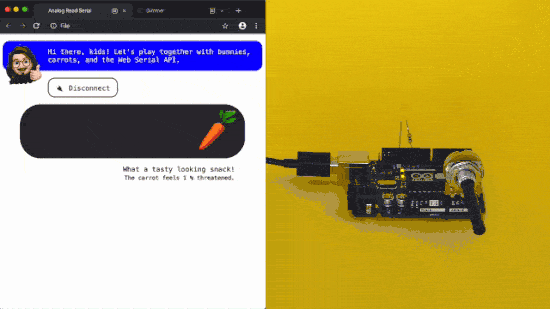 Analog Read Serial
File
Hi there, kids! Let's play together with bunnies,
carrots, and the Web Serial API.
Disconnect
What a tasty looking snack!
The carrot feels 1 % threatened.